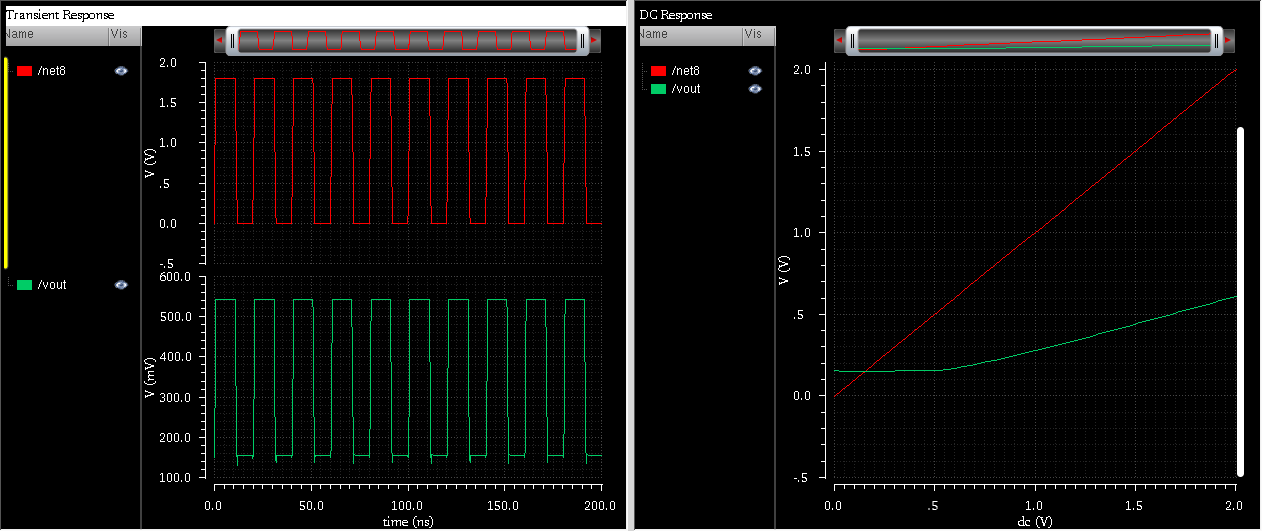 Transient Response
Name Vis
/net8
/vout
2.0
1.5
1.0
.5
0.0
-.5
V (V)
600.0
500.0
400.0
300.0
200.0
100.0
V (mV)
0.0 50.0 100.0 150.0 200.0
time (ns)
DC Response
Name Vis
/net8
/vout
2.0
1.5
1.0
.5
0.0
-.5
V (V)
0.0 .5 1.0 1.5 2.0
dc (V)